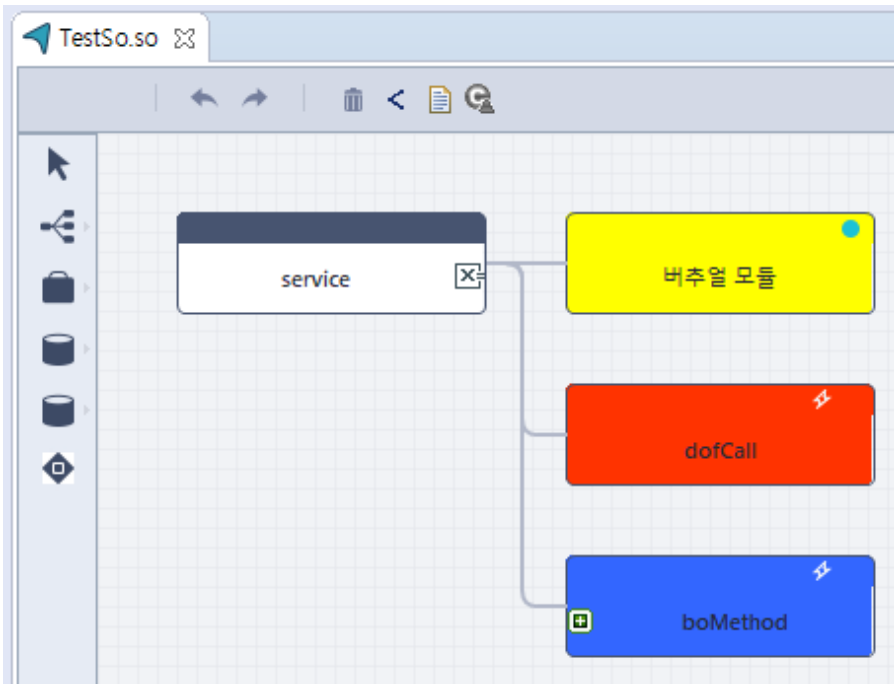 TestSo.so
service
버추얼 모듈
dofCall
boMethod